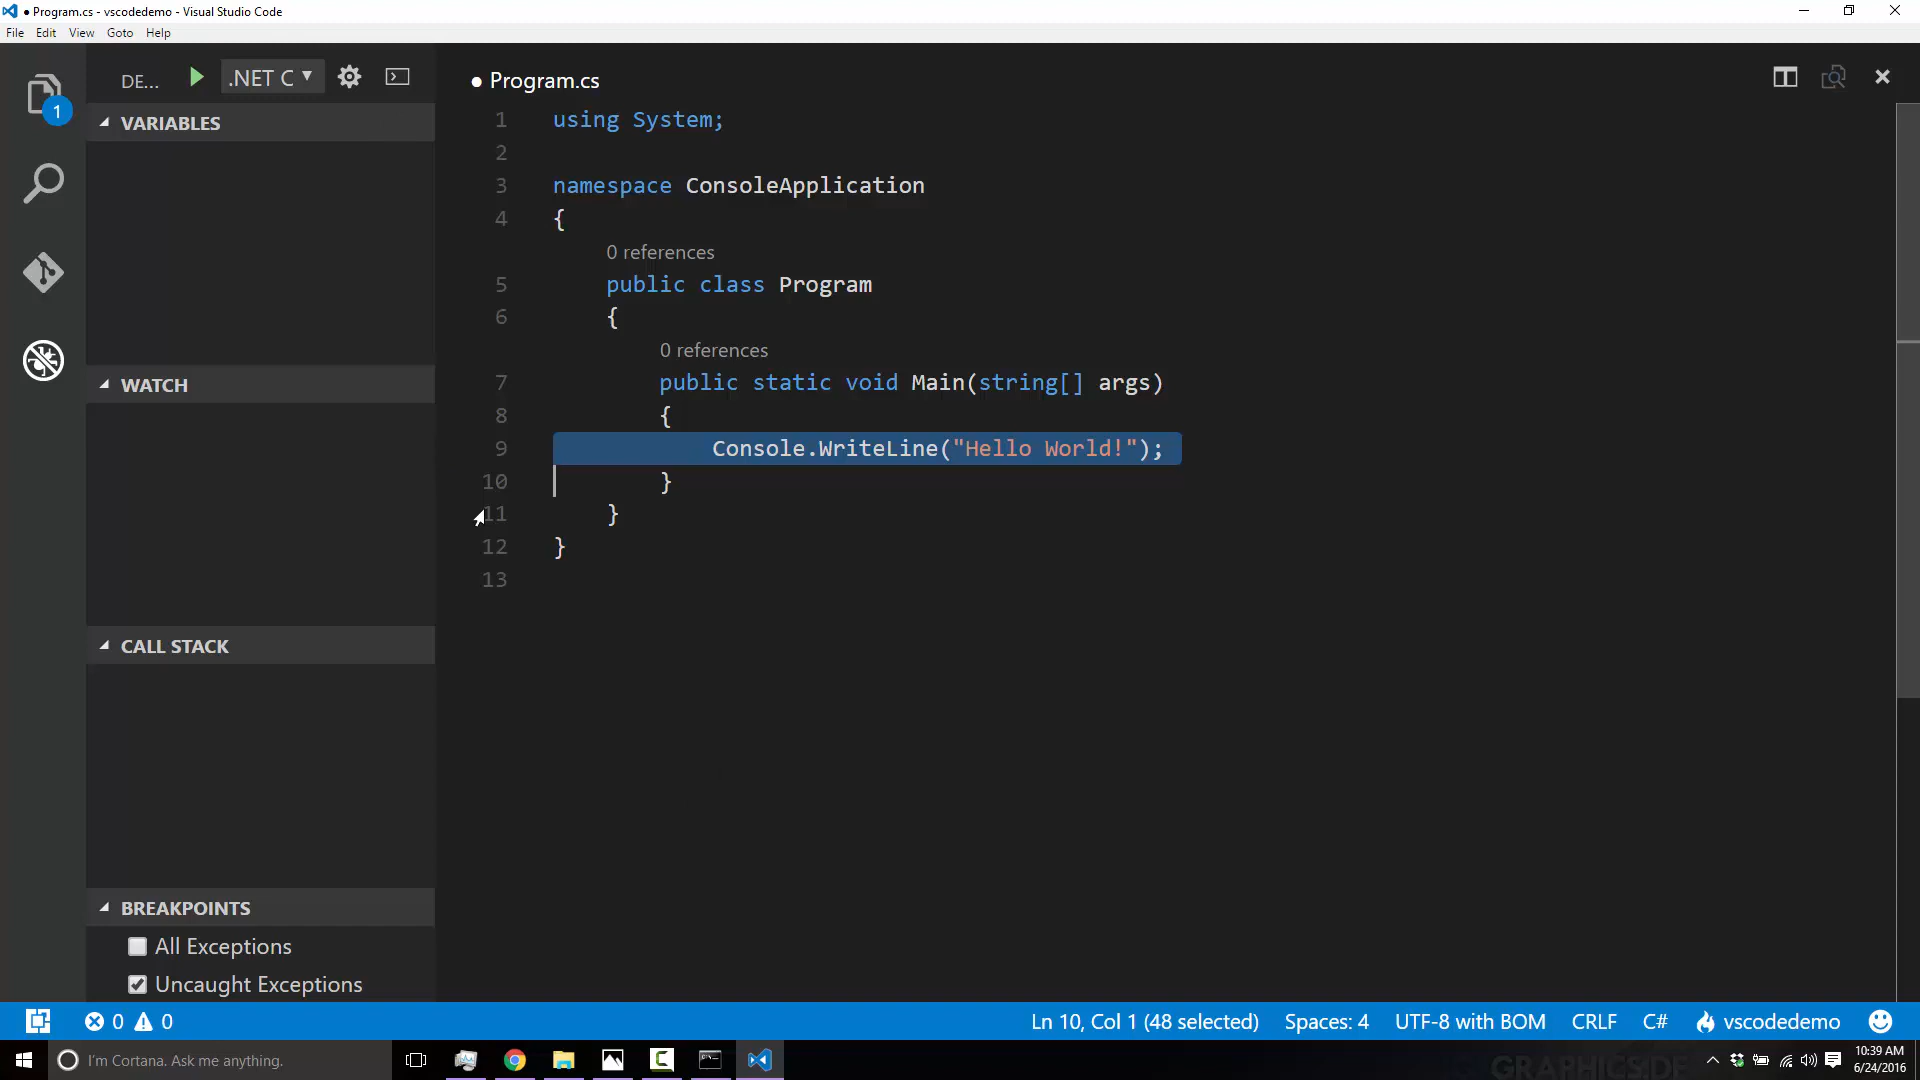 ● Program.cs - vscodedemo - Visual Studio Code
File Edit View Goto Help
DE... .NET C
1
● Program.cs
VARIABLES
WATCH
CALL STACK
BREAKPOINTS
All Exceptions
Uncaught Exceptions
1 using System;
2
3 namespace ConsoleApplication
4 {
0 references
5 public class Program
6 {
0 references
7 public static void Main(string[] args)
8 {
9 Console.WriteLine("Hello World!");
10 }
11 }
12 }
13
0 0 Ln 10, Col 1 (48 selected) Spaces: 4 UTF-8 with BOM CRLF C# vscodedemo
I'm Cortana. Ask me anything.
GRAPHICS.DE
10:39 AM
6/24/2016